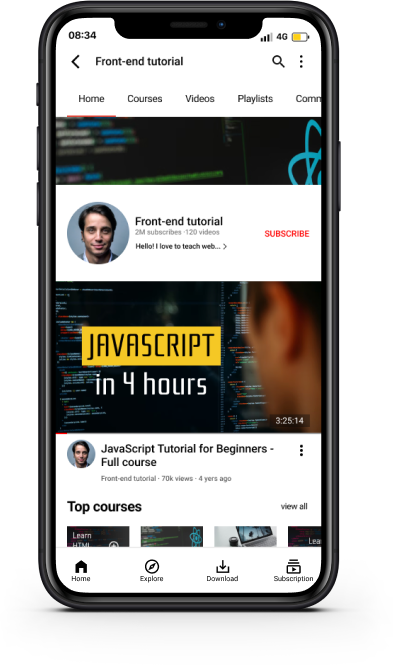 08:34
4G
Front-end tutorial
Home Courses Videos Playlists Comm
Front-end tutorial
2M subscribes ·120 videos
Hello! I love to teach web...
SUBSCRIBE
JAVASCRIPT
in 4 hours
3:25:14
JavaScript Tutorial for Beginners -
Full course
Front-end tutorial · 70k views · 4 yers ago
Top courses
view all
Learn
HTML
Lea
Home Explore Download Subscription